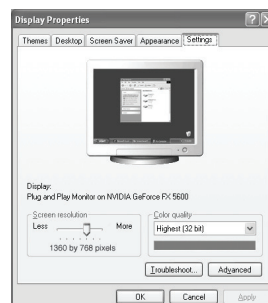 Display Properties
Themes Desktop Screen Saver Appearance Settings
Display:
Plug and Play Monitor on NVIDIA GeForce FX 5600
Screen resolution
Less More
1360 by 768 pixels
Color quality
Highest (32 bit)
Troubleshoot... Advanced
OK Cancel Apply